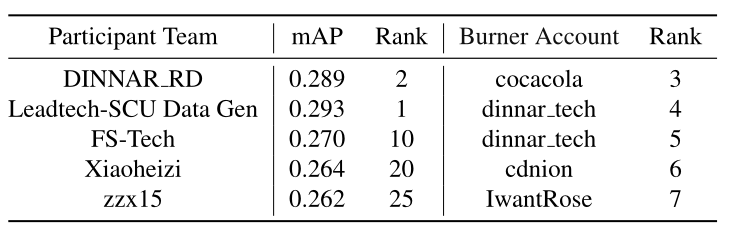 Participant Team mAP Rank Burner Account Rank
DINNAR_RD 0.289 2 cocacola 3
Leadtech-SCU Data Gen 0.293 1 dinnar_tech 4
FS-Tech 0.270 10 dinnar_tech 5
Xiaoheizi 0.264 20 cdnion 6
zzx15 0.262 25 IwantRose 7